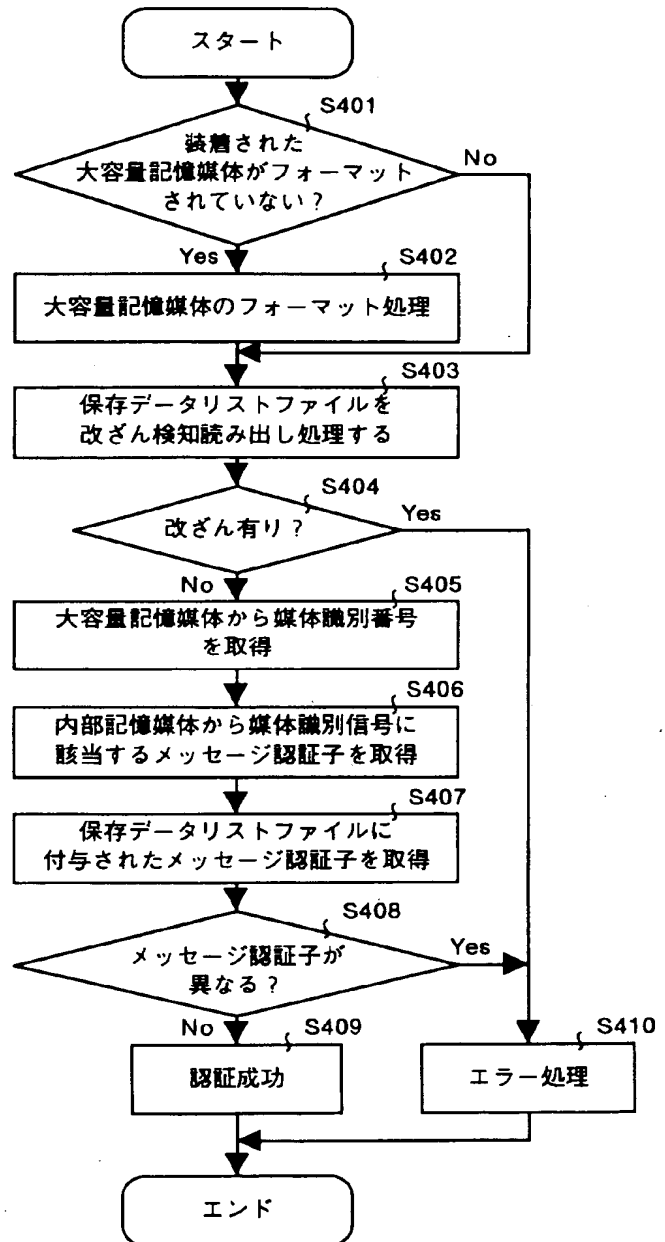 スタート
S401
装着された
大容量記憶媒体がフォーマット
されていない?
No
Yes
S402
大容量記憶媒体のフォーマット処理
S403
保存データリストファイルを
改ざん検知読み出し処理する
S404
改ざん有り?
Yes
No
S405
大容量記憶媒体から媒体識別番号
を取得
S406
内部記憶媒体から媒体識別信号に
該当するメッセージ認証子を取得
S407
保存データリストファイルに
付与されたメッセージ認証子を取得
S408
メッセージ認証子が
異なる?
Yes
No
S409
認証成功
S410
エラー処理
エンド